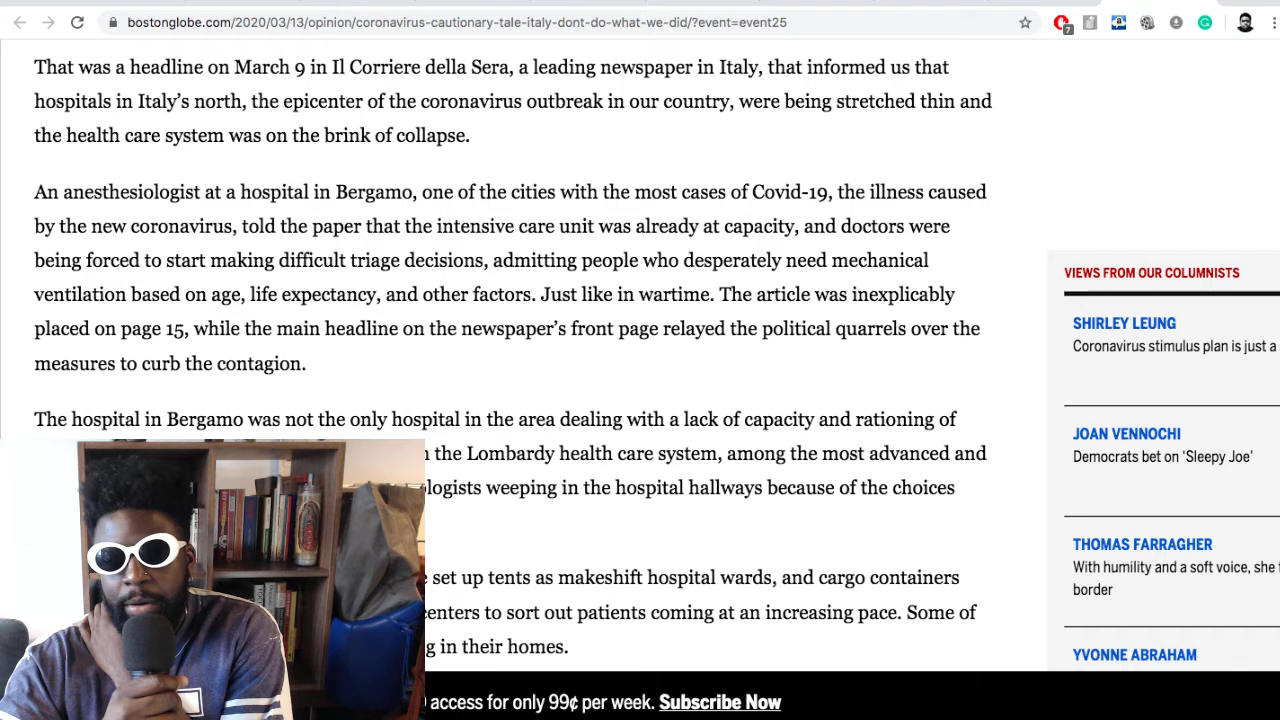 bostonglobe.com/2020/03/13/opinion/coronavirus-cautionary-tale-italy-dont-do-what-we-did/?event=event25
7
That was a headline on March 9 in Il Corriere della Sera, a leading newspaper in Italy, that informed us that
hospitals in Italy’s north, the epicenter of the coronavirus outbreak in our country, were being stretched thin and
the health care system was on the brink of collapse.
An anesthesiologist at a hospital in Bergamo, one of the cities with the most cases of Covid-19, the illness caused
by the new coronavirus, told the paper that the intensive care unit was already at capacity, and doctors were
being forced to start making difficult triage decisions, admitting people who desperately need mechanical
ventilation based on age, life expectancy, and other factors. Just like in wartime. The article was inexplicably
placed on page 15, while the main headline on the newspaper’s front page relayed the political quarrels over the
measures to curb the contagion.
The hospital in Bergamo was not the only hospital in the area dealing with a lack of capacity and rationing of
the Lombardy health care system, among the most advanced and
ologists weeping in the hospital hallways because of the choices
set up tents as makeshift hospital wards, and cargo containers
centers to sort out patients coming at an increasing pace. Some of
g in their homes.
VIEWS FROM OUR COLUMNISTS
SHIRLEY LEUNG
Coronavirus stimulus plan is just a
JOAN VENNOCHI
Democrats bet on ‘Sleepy Joe’
THOMAS FARRAGHER
With humility and a soft voice, she
border
YVONNE ABRAHAM
access for only 99¢ per week. Subscribe Now